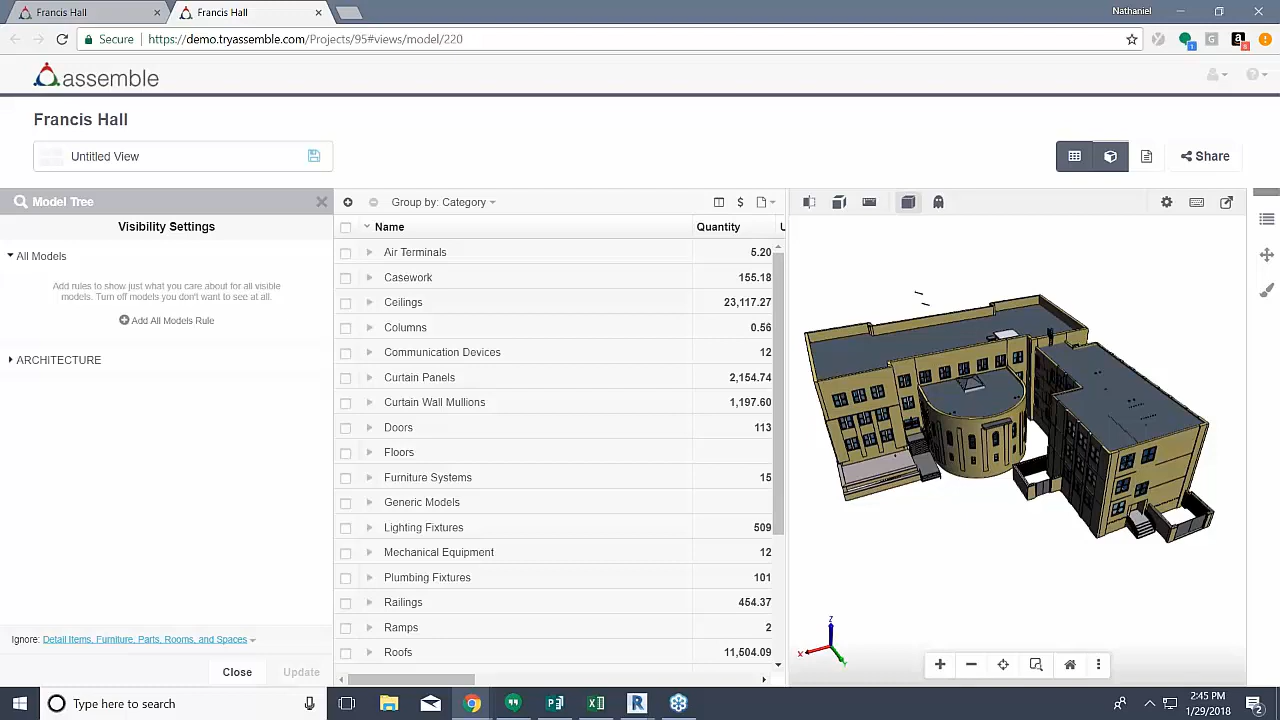 Francis Hall
Francis Hall
Nathaniel
Secure
https://demo.tryassemble.com/Projects/95#views/model/220
assemble
Francis Hall
Untitled View
Share
Model Tree
Visibility Settings
All Models
Add rules to show just what you care about for all visible
models. Turn off models you don't want to see at all.
Add All Models Rule
ARCHITECTURE
Ignore: Detail Items, Furniture, Parts, Rooms, and Spaces
Close
Update
Group by: Category
$
Name Quantity U
Air Terminals 5.20
Casework 155.18
Ceilings 23,117.27
Columns 0.56
Communication Devices 12
Curtain Panels 2,154.74
Curtain Wall Mullions 1,197.60
Doors 113
Floors
Furniture Systems 15
Generic Models
Lighting Fixtures 509
Mechanical Equipment 12
Plumbing Fixtures 101
Railings 454.37
Ramps 2
Roofs 11,504.09
Z
X
Y
Type here to search
2:45 PM
1/29/2018
2